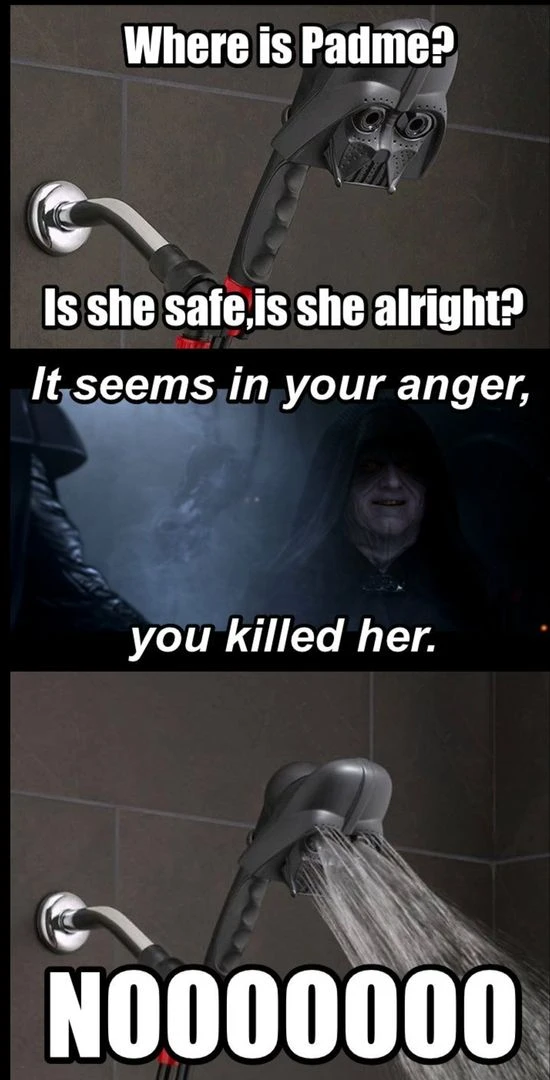 Where is Padme?
Is she safe,is she alright?
It seems in your anger,
you killed her.
NOOOOOOO